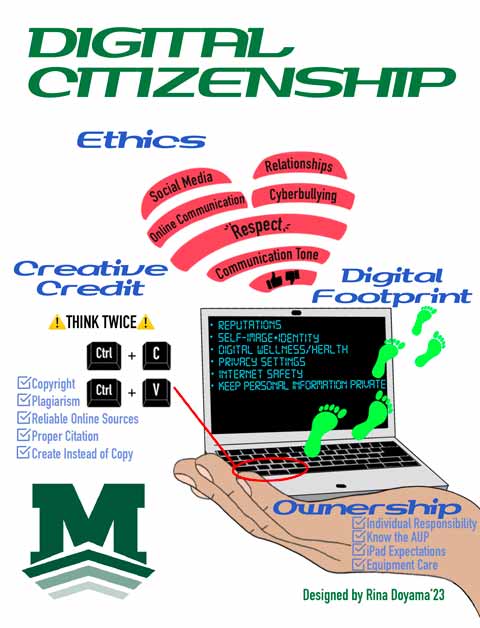 DIGITAL
CITIZENSHIP
Ethics
Social Media
Relationships
Online Communication
Cyberbullying
Respect
Communication Tone
Creative
Credit
THINK TWICE
Ctrl + C
Ctrl + V
Copyright
Plagiarism
Reliable Online Sources
Proper Citation
Create Instead of Copy
Digital
Footprint
• REPUTATIONS
• SELF-IMAGE+IDENTITY
• DIGITAL WELLNESS/HEALTH
• PRIVACY SETTINGS
• INTERNET SAFETY
• KEEP PERSONAL INFORMATION PRIVATE
Ownership
Individual Responsibility
Know the AUP
iPad Expectations
Equipment Care
M
Designed by Rina Doyama'23